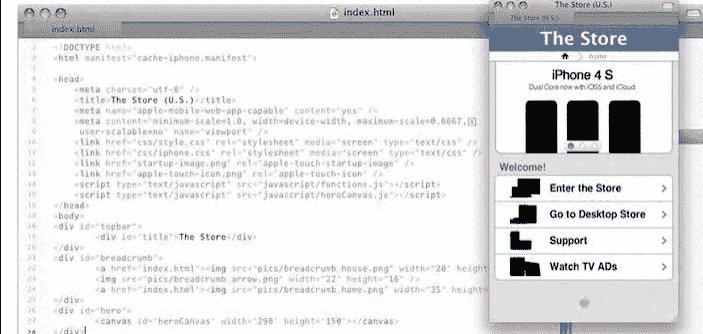 index.html
index.html
<!DOCTYPE html>
<html manifest="cache-iphone.manifest">
<head>
<meta charset="utf-8" />
<title>The Store (U.S.)</title>
<meta name="apple-mobile-web-app-capable" content="yes" />
<meta content="minimum-scale=1.0, width=device-width, maximum-scale=0.6667,
user-scalable=no" name="viewport" />
<link href="css/style.css" rel="stylesheet" media="screen" type="text/css" />
<link href="css/iphone.css" rel="stylesheet" media="screen" type="text/css" />
<link href="startup-image.png" rel="apple-touch-startup-image" />
<link href="apple-touch-icon.png" rel="apple-touch-icon" />
<script type="text/javascript" src="javascript/functions.js"></script>
<script type="text/javascript" src="javascript/heroCanvas.js"></script>
</head>
<body>
<div id="topbar">
<div id="title">The Store</div>
</div>
<div id="breadcrumb">
<a href="index.html"><img src="pics/breadcrumb_house.png" width="20" height
<img src="pics/breadcrumb_arrow.png" width="22" height="16" />
<a href="index.html"><img src="pics/breadcrumb_home.png" width="35" height
</div>
<div id="hero">
<canvas id='heroCanvas' width='298' height='150'></canvas>
</div>
The Store (U.S.)
The Store (U.S.)
The Store
home
iPhone 4 S
Dual Core now with iOS5 and iCloud.
Welcome!
Enter the Store
Go to Desktop Store
Support
Watch TV ADs